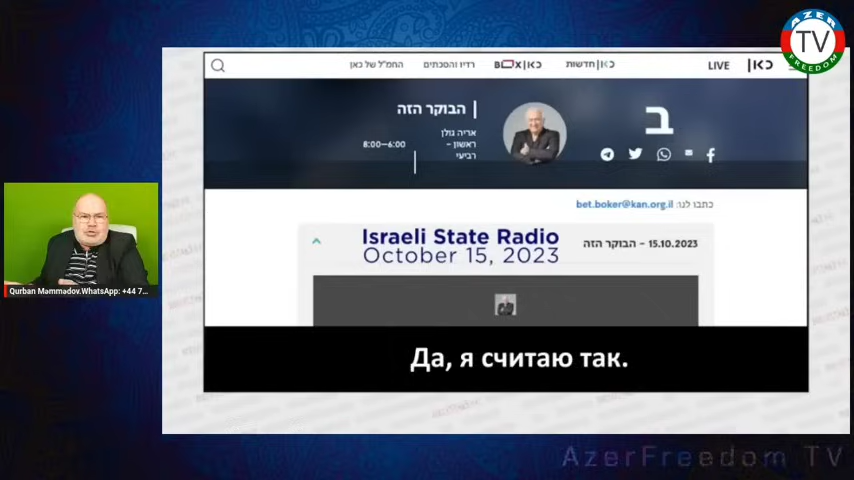 AZER
TV
FREEDOM
החמ"ל של כאן
רדיו והסכתים
BOX|כאן
כאן|חדשות
LIVE
כאן|
הבוקר הזה
אריה גולן
ראשון –
רביעי
8:00—6:00
ב
כתבו לנו: bet.boker@kan.org.il
Israeli State Radio
October 15, 2023
15.10.2023 - הבוקר הזה
Qurban Məmmədov.WhatsApp: +44 7...
Да, я считаю так.
AzerFreedom TV